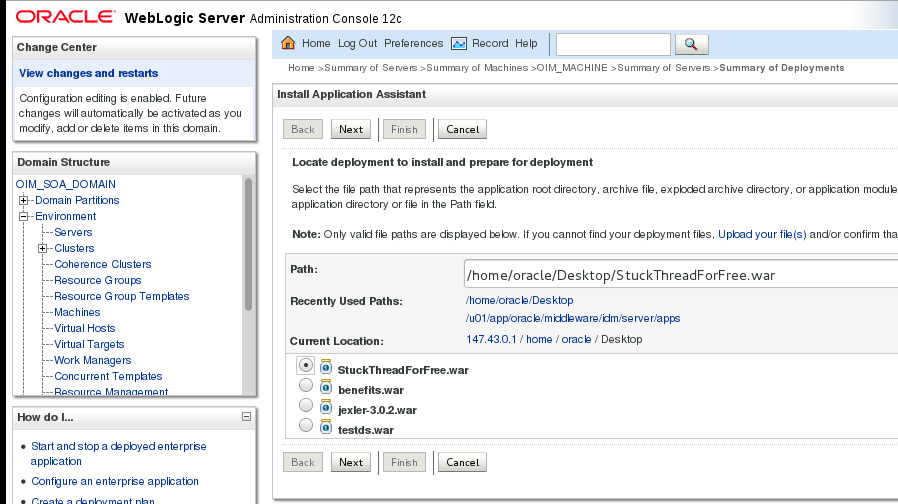 ORACLE WebLogic Server Administration Console 12c
Change Center
View changes and restarts
Configuration editing is enabled. Future
changes will automatically be activated as you
modify, add or delete items in this domain.
Domain Structure
OIM_SOA_DOMAIN
Domain Partitions
Environment
Servers
Clusters
Coherence Clusters
Resource Groups
Resource Group Templates
Machines
Virtual Hosts
Virtual Targets
Work Managers
Concurrent Templates
Resource Management
How do I...
Start and stop a deployed enterprise
application
Configure an enterprise application
Create a deployment plan
Home Log Out Preferences Record Help
Home >Summary of Servers >Summary of Machines >OIM_MACHINE >Summary of Servers >Summary of Deployments
Install Application Assistant
Back Next Finish Cancel
Locate deployment to install and prepare for deployment
Select the file path that represents the application root directory, archive file, exploded archive directory, or application module
application directory or file in the Path field.
Note: Only valid file paths are displayed below. If you cannot find your deployment files, Upload your file(s) and/or confirm tha
Path: /home/oracle/Desktop/StuckThreadForFree.war
Recently Used Paths: /home/oracle/Desktop
/u01/app/oracle/middleware/idm/server/apps
Current Location: 147.43.0.1 / home / oracle / Desktop
StuckThreadForFree.war
benefits.war
jexler-3.0.2.war
testds.war
Back Next Finish Cancel